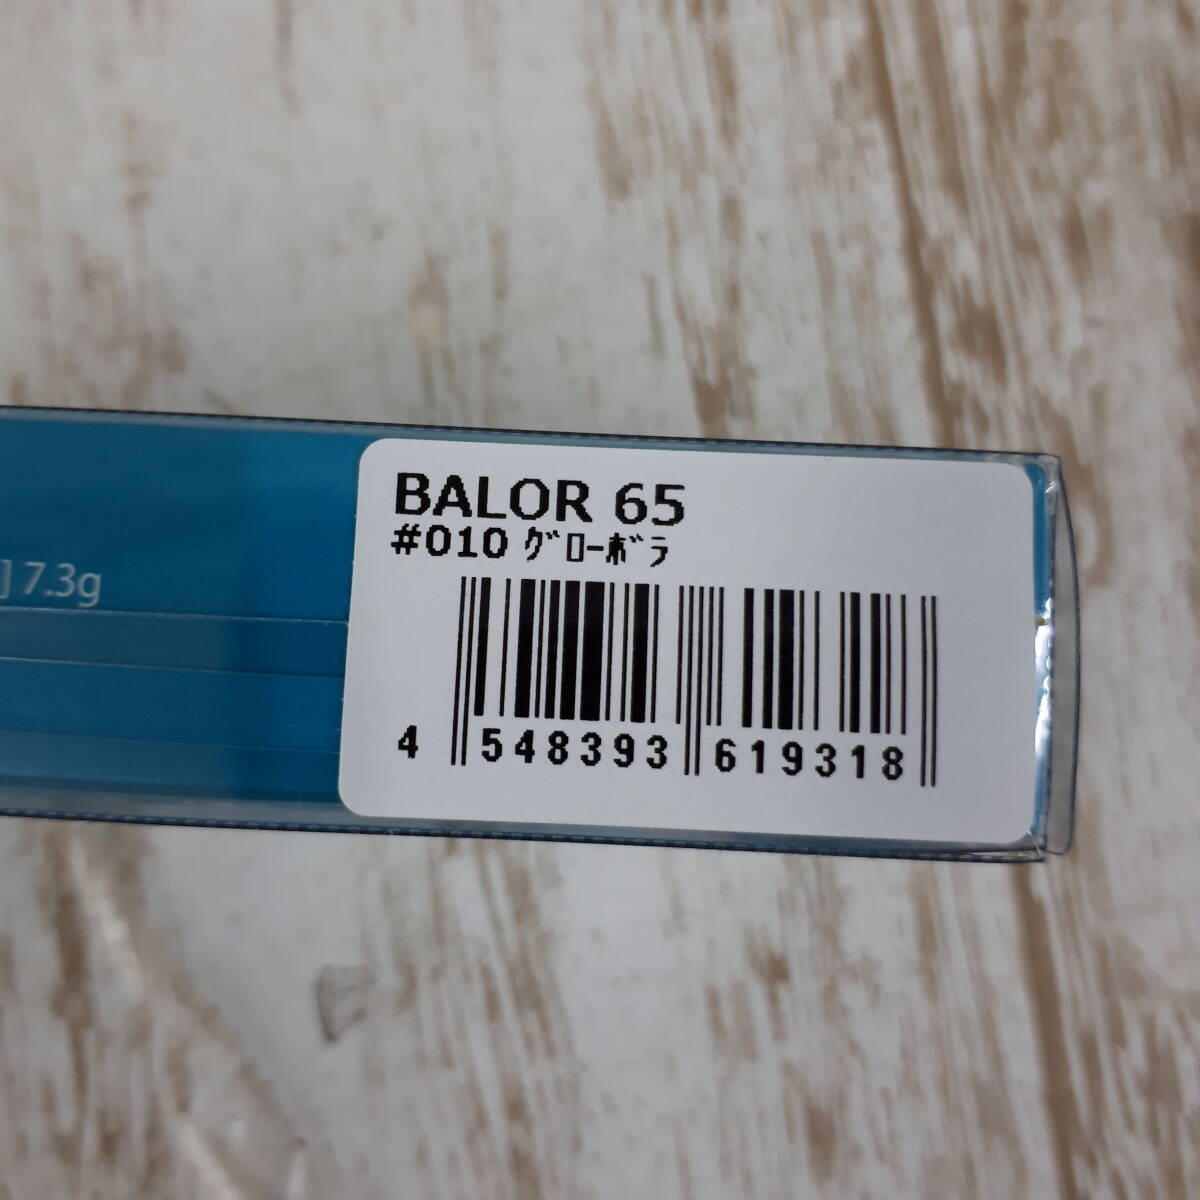 BALOR 65
#010 ｸﾞﾛｰﾎﾞﾗ
] 7.3g
4 548393 619318